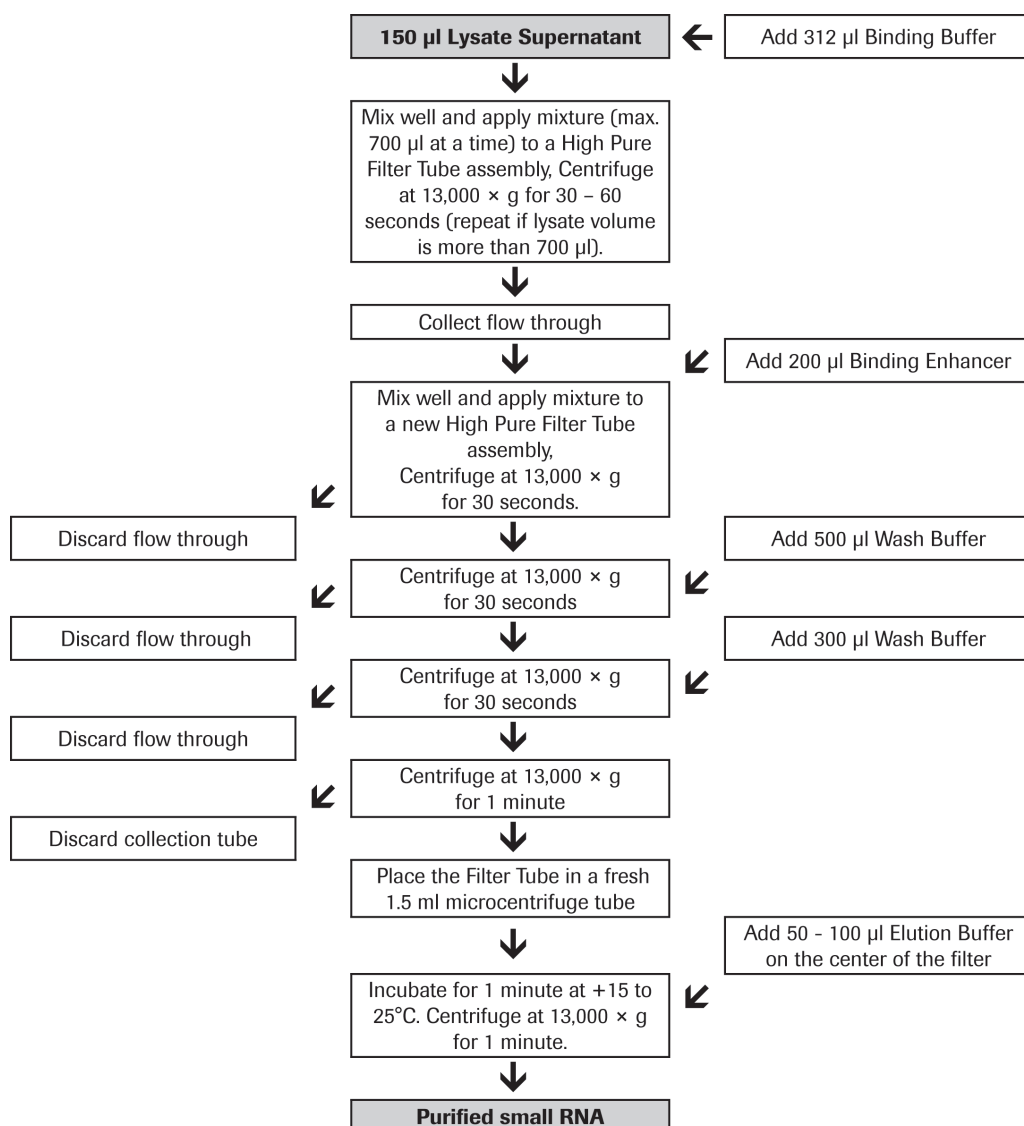 150 µl Lysate Supernatant
Add 312 µl Binding Buffer
Mix well and apply mixture (max.
700 µl at a time) to a High Pure
Filter Tube assembly, Centrifuge
at 13,000 × g for 30 – 60
seconds (repeat if lysate volume
is more than 700 µl).
Collect flow through
Add 200 µl Binding Enhancer
Mix well and apply mixture to
a new High Pure Filter Tube
assembly,
Centrifuge at 13,000 × g
for 30 seconds.
Discard flow through
Add 500 µl Wash Buffer
Centrifuge at 13,000 × g
for 30 seconds
Discard flow through
Add 300 µl Wash Buffer
Centrifuge at 13,000 × g
for 30 seconds
Discard flow through
Centrifuge at 13,000 × g
for 1 minute
Discard collection tube
Place the Filter Tube in a fresh
1.5 ml microcentrifuge tube
Add 50 - 100 µl Elution Buffer
on the center of the filter
Incubate for 1 minute at +15 to
25°C. Centrifuge at 13,000 × g
for 1 minute.
Purified small RNA